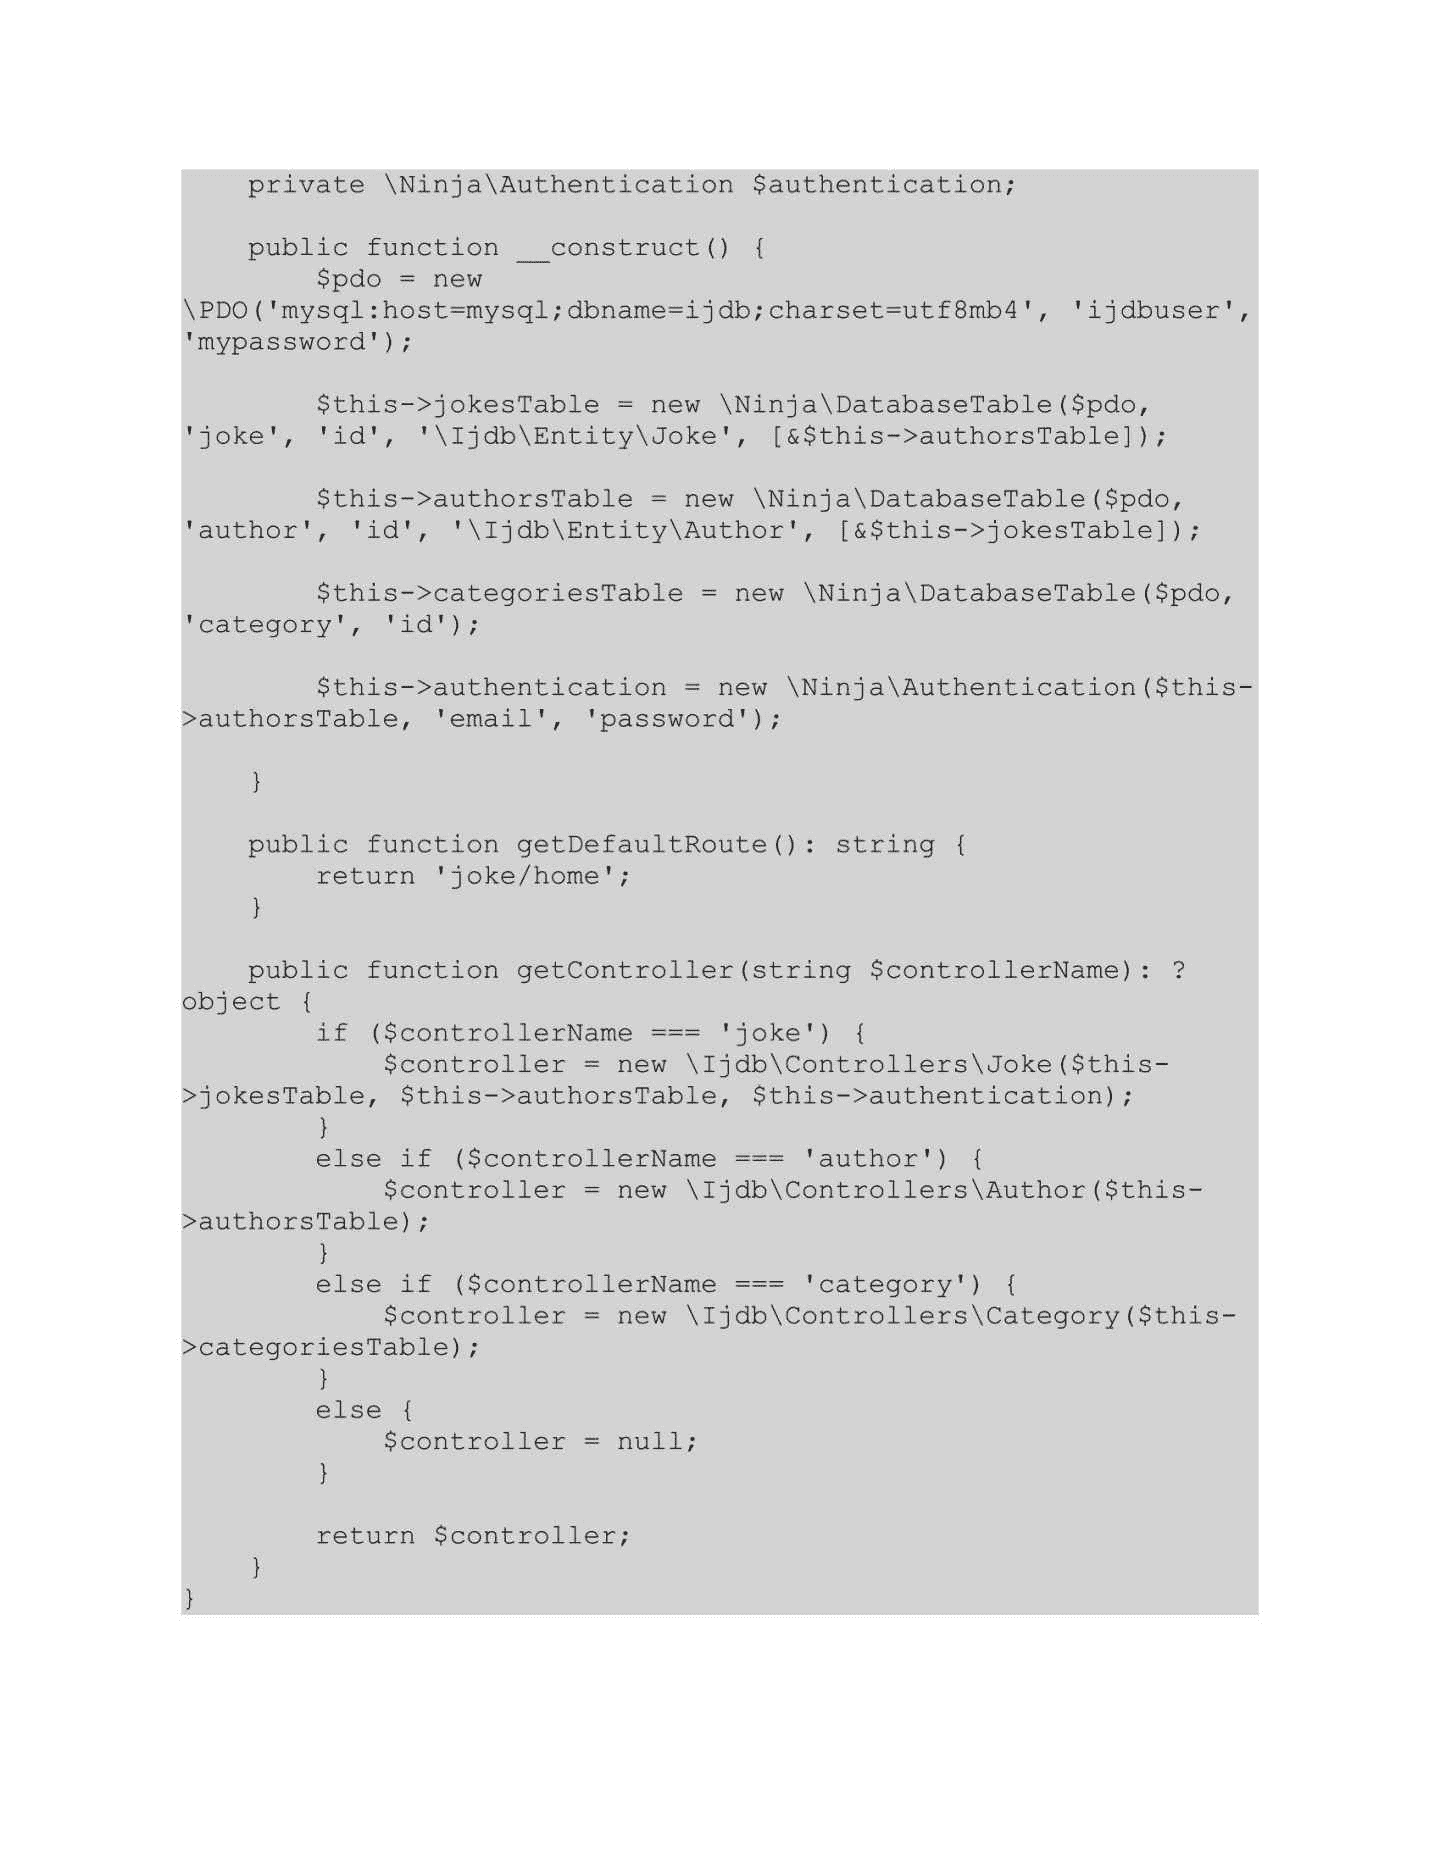 private \Ninja\Authentication $authentication;

    public function __construct() {
        $pdo = new
\PDO('mysql:host=mysql;dbname=ijdb;charset=utf8mb4', 'ijdbuser',
'mypassword');

        $this->jokesTable = new \Ninja\DatabaseTable($pdo,
'joke', 'id', '\Ijdb\Entity\Joke', [&$this->authorsTable]);

        $this->authorsTable = new \Ninja\DatabaseTable($pdo,
'author', 'id', '\Ijdb\Entity\Author', [&$this->jokesTable]);

        $this->categoriesTable = new \Ninja\DatabaseTable($pdo,
'category', 'id');

        $this->authentication = new \Ninja\Authentication($this-
>authorsTable, 'email', 'password');

    }

    public function getDefaultRoute(): string {
        return 'joke/home';
    }

    public function getController(string $controllerName): ?
object {
        if ($controllerName === 'joke') {
            $controller = new \Ijdb\Controllers\Joke($this-
>jokesTable, $this->authorsTable, $this->authentication);
        }
        else if ($controllerName === 'author') {
            $controller = new \Ijdb\Controllers\Author($this-
>authorsTable);
        }
        else if ($controllerName === 'category') {
            $controller = new \Ijdb\Controllers\Category($this-
>categoriesTable);
        }
        else {
            $controller = null;
        }

        return $controller;
    }
}